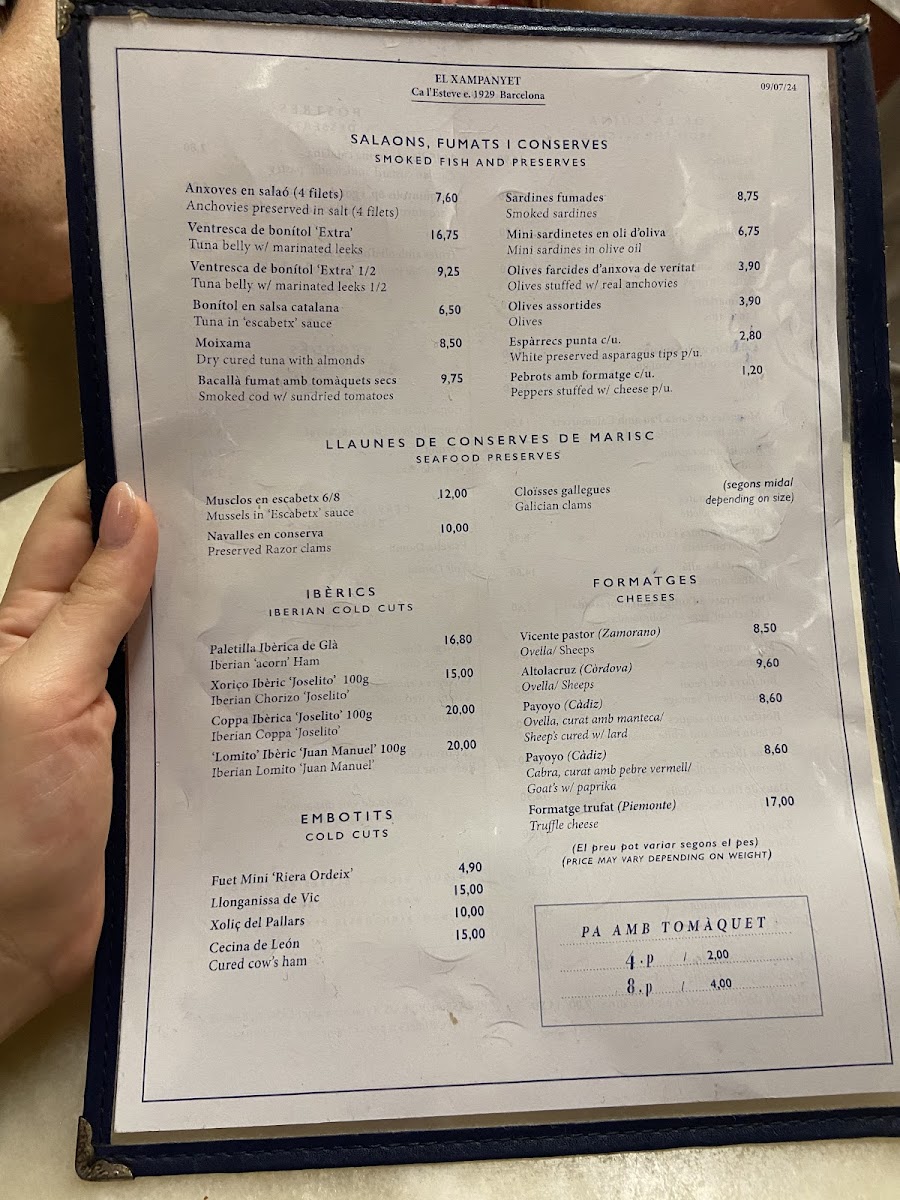 EL XAMPANYET
Ca l'Esteve e. 1929 Barcelona
09/07/24
SALAONS, FUMATS I CONSERVES
SMOKED FISH AND PRESERVES
Anxoves en salaó (4 filets) 7,60
Anchovies preserved in salt (4 filets)
Ventresca de bonítol 'Extra' 16,75
Tuna belly w/ marinated leeks
Ventresca de bonítol 'Extra' 1/2 9,25
Tuna belly w/ marinated leeks 1/2
Bonítol en salsa catalana 6,50
Tuna in 'escabetx' sauce
Moixama 8,50
Dry cured tuna with almonds
Bacallà fumat amb tomàquets secs 9,75
Smoked cod w/ sundried tomatoes
Sardines fumades 8,75
Smoked sardines
Mini sardinetes en oli d'oliva 6,75
Mini sardines in olive oil
Olives farcides d'anxova de veritat 3,90
Olives stuffed w/ real anchovies
Olives assortides 3,90
Olives
Espàrrecs punta c/u. 2,80
White preserved asparagus tips p/u.
Pebrots amb formatge c/u. 1,20
Peppers stuffed w/ cheese p/u.
LLAUNES DE CONSERVES DE MARISC
SEAFOOD PRESERVES
Musclos en escabetx 6/8 12,00
Mussels in 'Escabetx' sauce
Navalles en conserva 10,00
Preserved Razor clams
Cloïsses gallegues (segons midal
Galician clams depending on size)
IBÈRICS
IBERIAN COLD CUTS
Paletilla Ibèrica de Glà 16,80
Iberian 'acorn' Ham
Xoriço Ibèric 'Joselito' 100g 15,00
Iberian Chorizo 'Joselito'
Coppa Ibèrica 'Joselito' 100g 20,00
Iberian Coppa 'Joselito'
'Lomito' Ibèric 'Juan Manuel' 100g 20,00
Iberian Lomito 'Juan Manuel'
EMBOTITS
COLD CUTS
Fuet Mini 'Riera Ordeix' 4,90
Llonganissa de Vic 15,00
Xoliç del Pallars 10,00
Cecina de León 15,00
Cured cow's ham
FORMATGES
CHEESES
Vicente pastor (Zamorano) 8,50
Ovella/ Sheeps
Altolacruz (Còrdova) 9,60
Ovella/ Sheeps
Payoyo (Càdiz) 8,60
Ovella, curat amb manteca/
Sheep's cured w/ lard
Payoyo (Càdiz) 8,60
Cabra, curat amb pebre vermell/
Goat's w/ paprika
Formatge trufat (Piemonte) 17,00
Truffle cheese
(El preu pot variar segons el pes)
(PRICE MAY VARY DEPENDING ON WEIGHT)
PA AMB TOMÀQUET
4.p / 2,00
8.p / 4,00